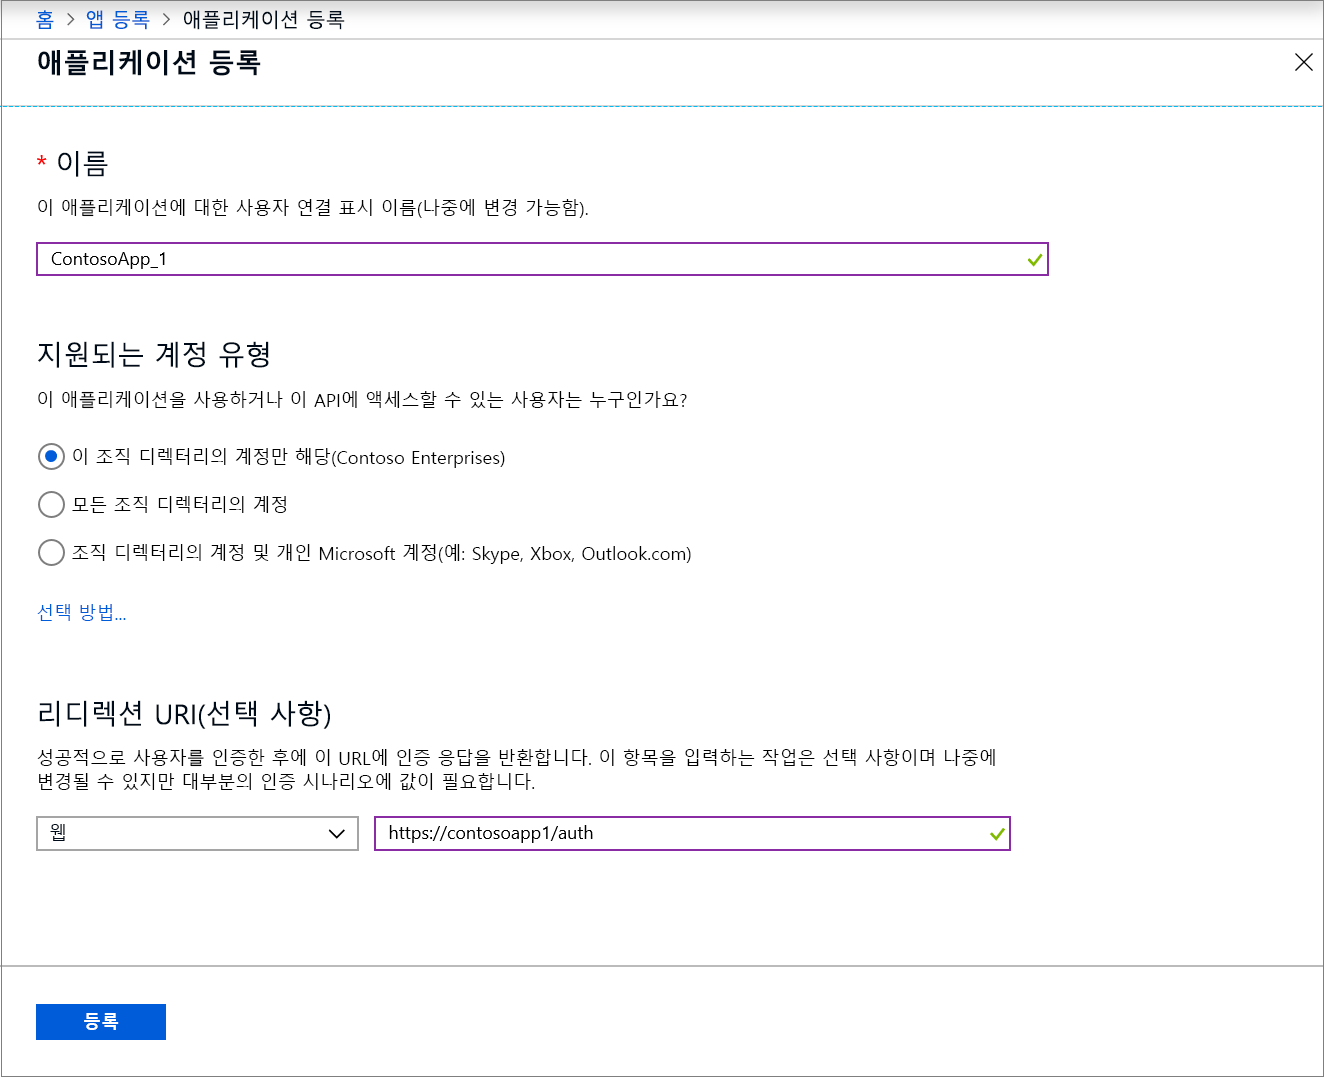 홈 > 앱 등록 > 애플리케이션 등록
애플리케이션 등록
* 이름
이 애플리케이션에 대한 사용자 연결 표시 이름(나중에 변경 가능함).
ContosoApp_1
지원되는 계정 유형
이 애플리케이션을 사용하거나 이 API에 액세스할 수 있는 사용자는 누구인가요?
이 조직 디렉터리의 계정만 해당(Contoso Enterprises)
모든 조직 디렉터리의 계정
조직 디렉터리의 계정 및 개인 Microsoft 계정(예: Skype, Xbox, Outlook.com)
선택 방법...
리디렉션 URI(선택 사항)
성공적으로 사용자를 인증한 후에 이 URL에 인증 응답을 반환합니다. 이 항목을 입력하는 작업은 선택 사항이며 나중에
변경될 수 있지만 대부분의 인증 시나리오에 값이 필요합니다.
웹 https://contosoapp1/auth
등록